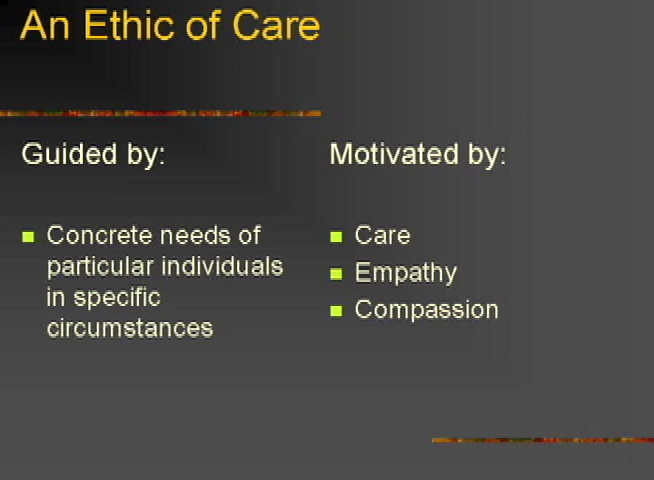 An Ethic of Care
Guided by:
Concrete needs of
particular individuals
in specific
circumstances
Motivated by:
Care
Empathy
Compassion